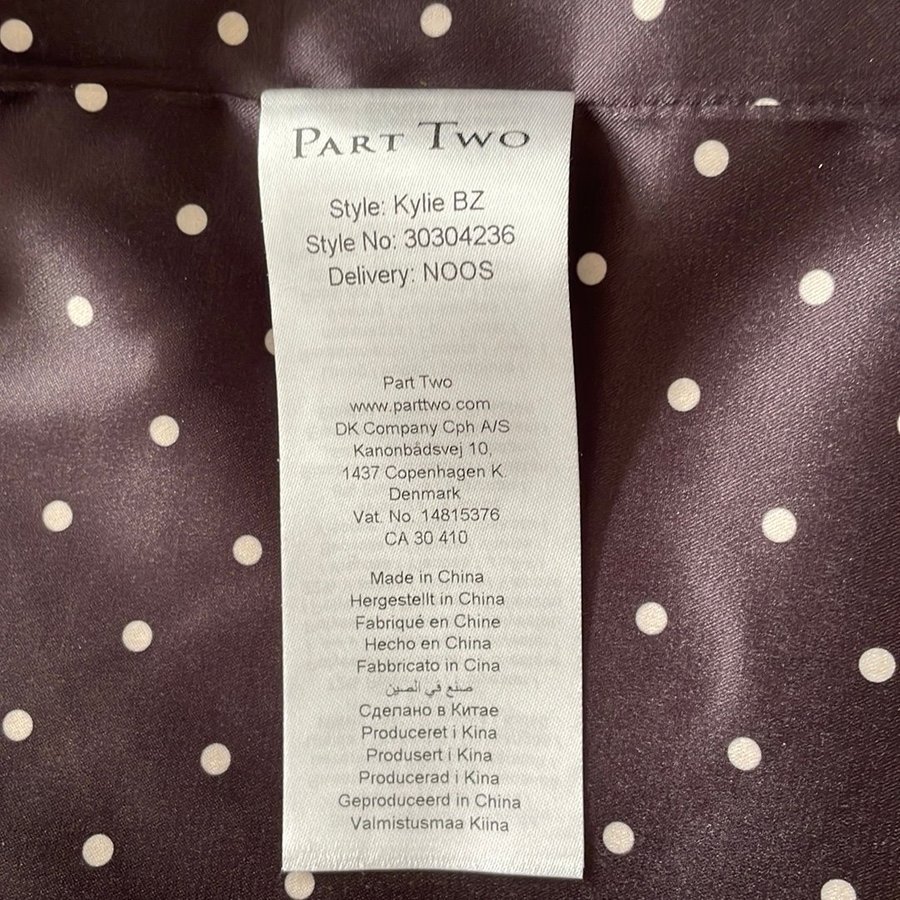 PART TWO
Style: Kylie BZ
Style No: 30304236
Delivery: NOOS
Part Two
www.parttwo.com
DK Company Cph A/S
Kanonbådsvej 10,
1437 Copenhagen K.
Denmark
Vat. No. 14815376
CA 30 410
Made in China
Hergestellt in China
Fabriqué en Chine
Hecho en China
Fabbricato in Cina
صنع في الصين
Сделано в Китае
Produceret i Kina
Produsert i Kina
Producerad i Kina
Geproduceerd in China
Valmistusmaa Kiina